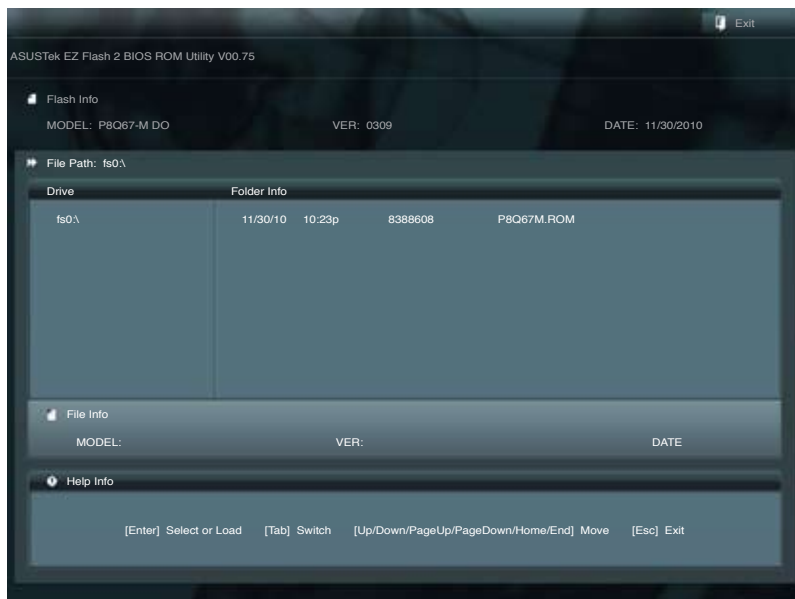 Exit
ASUSTek EZ Flash 2 BIOS ROM Utility V00.75
Flash Info
MODEL: P8Q67-M DO VER: 0309 DATE: 11/30/2010
File Path: fs0:\
Drive Folder Info
fs0:\ 11/30/10 10:23p 8388608 P8Q67M.ROM
File Info
MODEL: VER: DATE
Help Info
[Enter] Select or Load [Tab] Switch [Up/Down/PageUp/PageDown/Home/End] Move [Esc] Exit